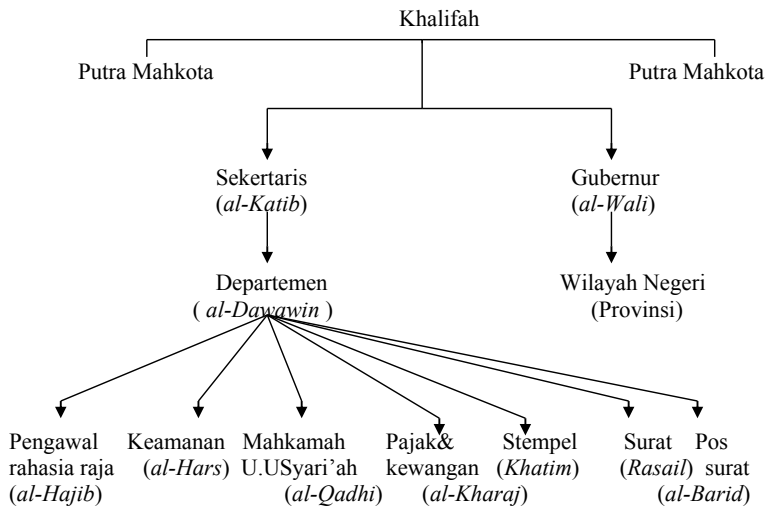 Khalifah
Putra Mahkota Putra Mahkota
Sekertaris Gubernur
(al-Katib) (al-Wali)
Departemen Wilayah Negeri
( al-Dawawin ) (Provinsi)
Pengawal Keamanan Mahkamah Pajak& Stempel Surat Pos
rahasia raja (al-Hars) U.USyari’ah kewangan (Khatim) (Rasail) surat
(al-Hajib) (al-Qadhi) (al-Kharaj) (al-Barid)